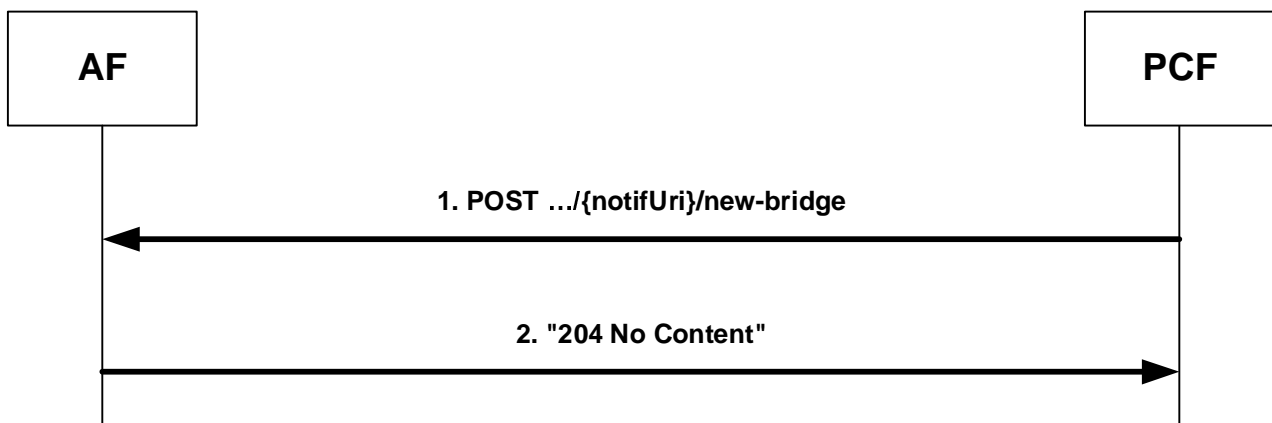 AF
PCF
1. POST …/{notifUri}/new-bridge
2. "204 No Content"